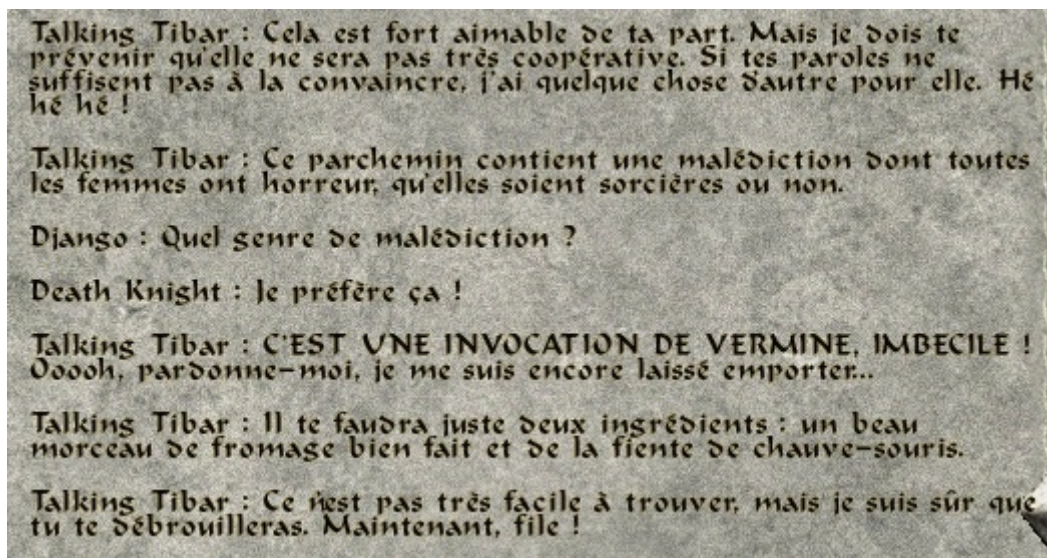 Talking Tibar : Cela est fort aimable de ta part. Mais je dois te
prévenir qu'elle ne sera pas très coopérative. Si tes paroles ne
suffisent pas à la convaincre, j'ai quelque chose d'autre pour elle. Hé
hé hé !
Talking Tibar : Ce parchemin contient une malédiction dont toutes
les femmes ont horreur, qu'elles soient sorcières ou non.
Django : Quel genre de malédiction ?
Death Knight : Je préfère ça !
Talking Tibar : C'EST UNE INVOCATION DE VERMINE, IMBECILE !
Ooooh, pardonne-moi, je me suis encore laissé emporter...
Talking Tibar : Il te faudra juste deux ingrédients : un beau
morceau de fromage bien fait et de la fiente de chauve-souris.
Talking Tibar : Ce n'est pas très facile à trouver, mais je suis sûr que
tu te débrouilleras. Maintenant, file !